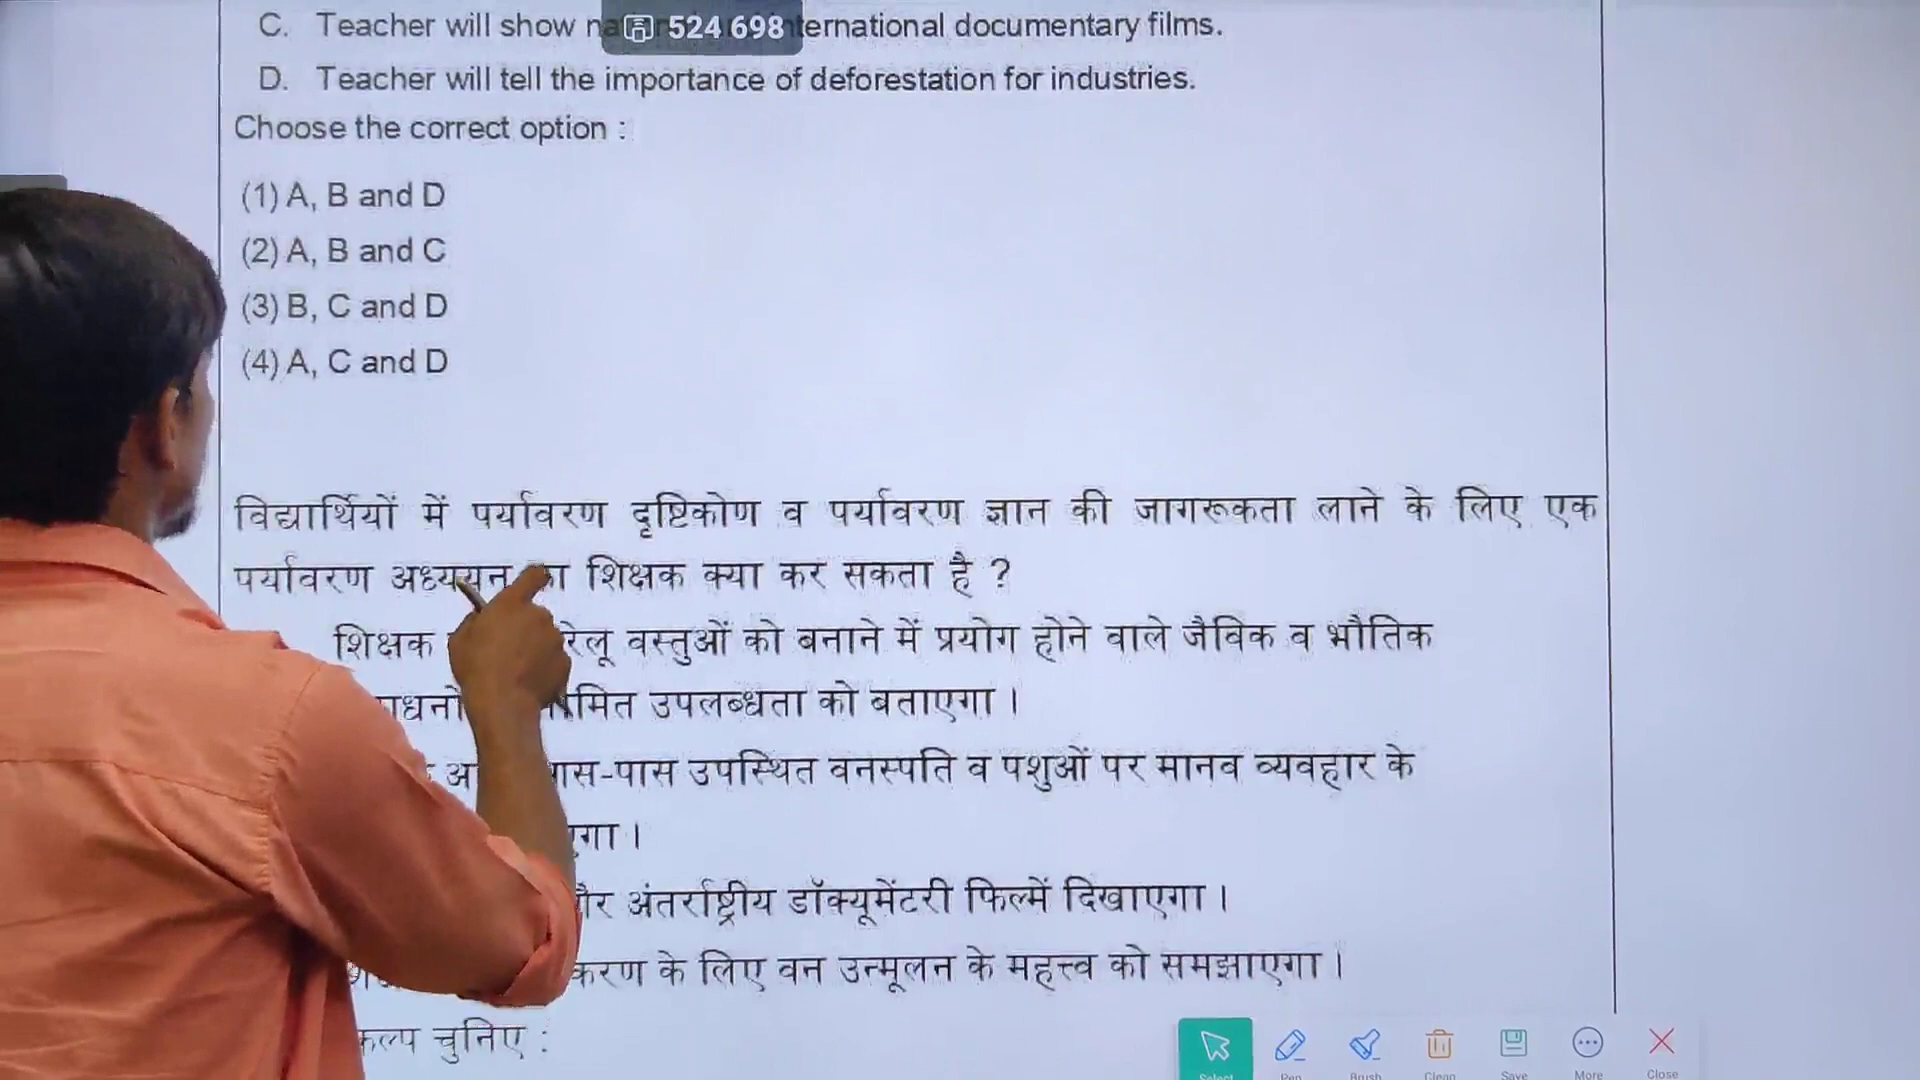 C. Teacher will show ternational documentary films.
524 698
D. Teacher will tell the importance of deforestation for industries.
Choose the correct option :
(1) A, B and D
(2) A, B and C
(3) B, C and D
(4) A, C and D
विद्यार्थियों में पर्यावरण दृष्टिकोण व पर्यावरण ज्ञान की जागरूकता लाने के लिए एक
पर्यावरण अध्ययन का शिक्षक क्या कर सकता है ?
शिक्षक रेलू वस्तुओं को बनाने में प्रयोग होने वाले जैविक व भौतिक
उपलब्धता को बताएगा ।
पास उपस्थित वनस्पति व पशुओं पर मानव व्यवहार के
एगा ।
और अंतर्राष्ट्रीय डॉक्यूमेंटरी फिल्में दिखाएगा ।
करण के लिए वन उन्मूलन के महत्त्व को समझाएगा ।
कल्प चुनिए :
Select Pen Brush Clean Save More Close